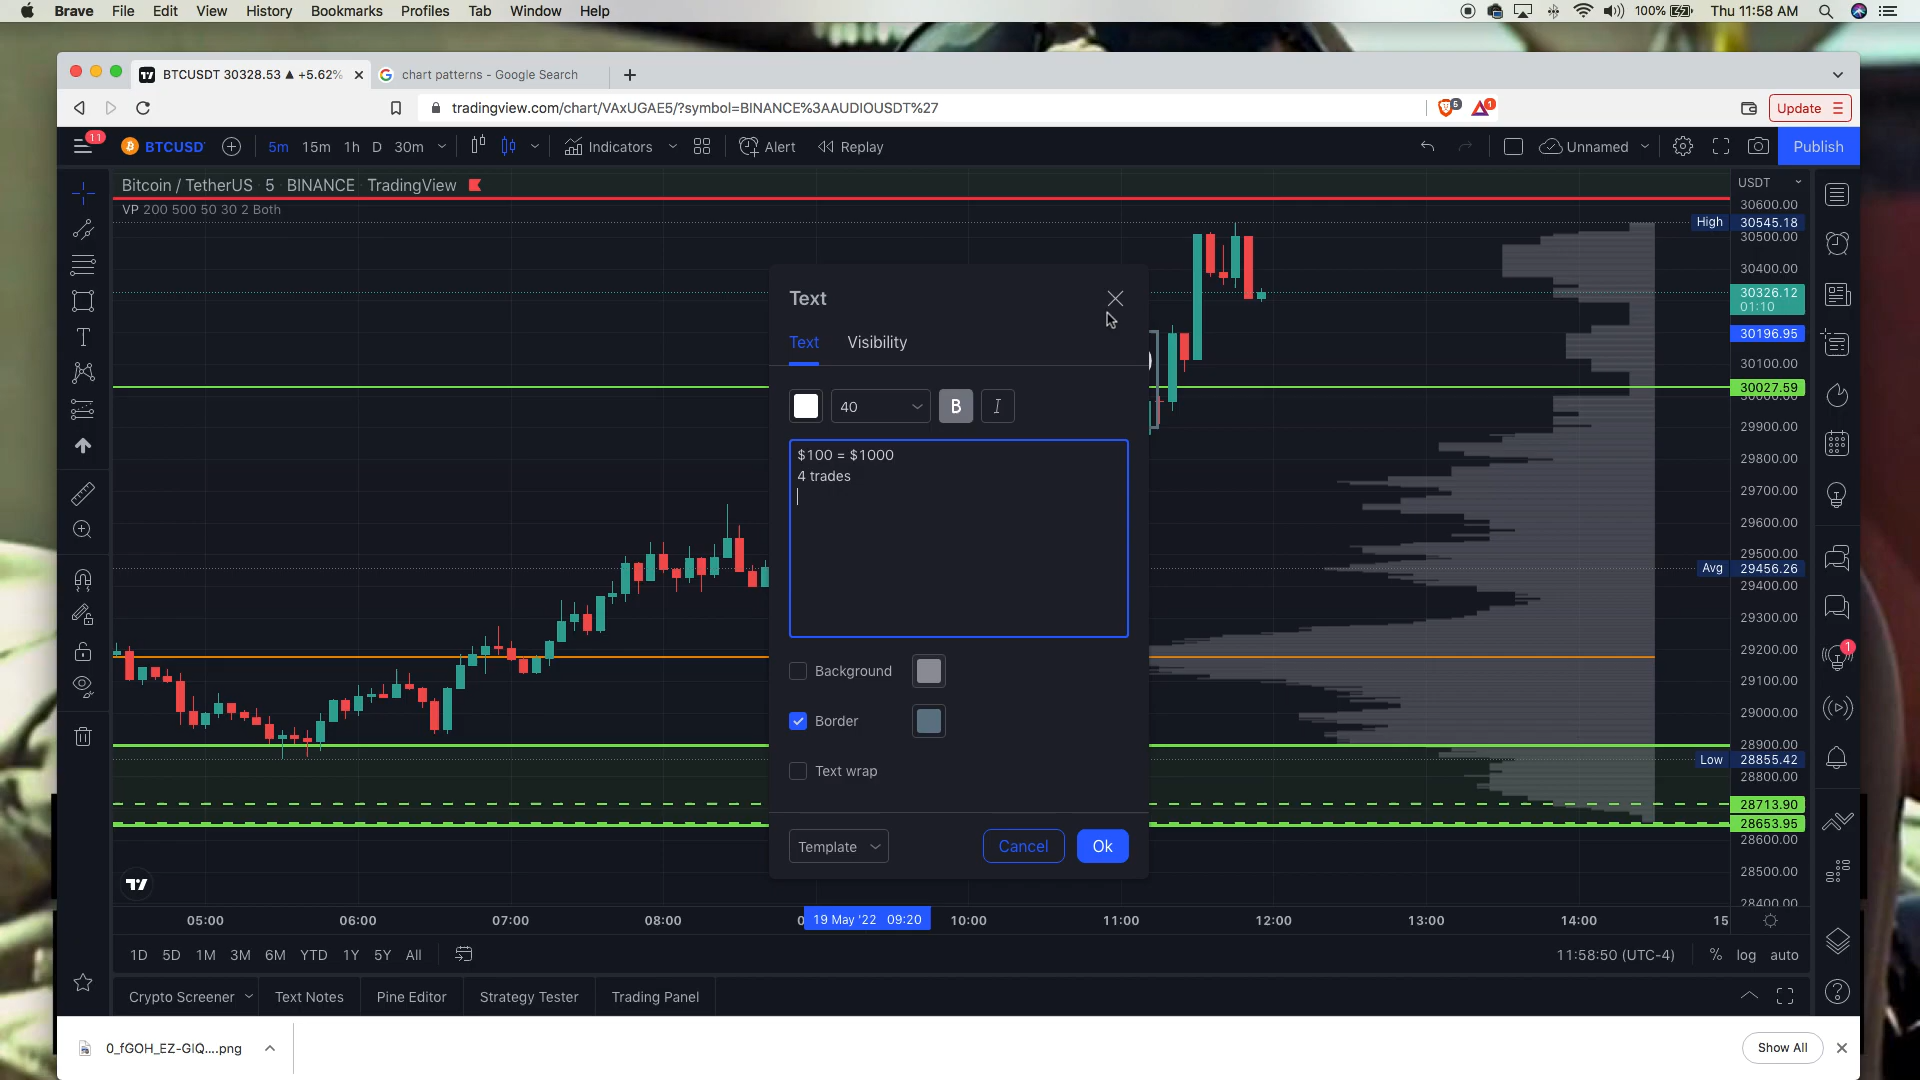 Brave File Edit View History Bookmarks Profiles Tab Window Help 100% Thu 11:58 AM
BTCUSDT 30328.53 ▲ +5.62% chart patterns - Google Search
tradingview.com/chart/VAxUGAE5/?symbol=BINANCE%3AAUDIOUSDT%27 5 1 Update
11 BTCUSD 5m 15m 1h D 30m Indicators Alert Replay Unnamed Publish
Bitcoin / TetherUS 5 BINANCE TradingView USDT
VP 200 500 50 30 2 Both
30600.00
High 30545.18
30500.00
30400.00
30326.12
01:10
30196.95
30100.00
30027.59
29900.00
29800.00
29700.00
29600.00
29500.00
Avg 29456.26
29400.00
29300.00
29200.00
29100.00
29000.00
28900.00
Low 28855.42
28800.00
28713.90
28653.95
28600.00
28500.00
28400.00
1
Text
Text Visibility
40 B I
$100 = $1000
4 trades
Background
Border
Text wrap
Template Cancel Ok
05:00 06:00 07:00 08:00 19 May '22 09:20 10:00 11:00 12:00 13:00 14:00 15
1D 5D 1M 3M 6M YTD 1Y 5Y All 11:58:50 (UTC-4) % log auto
Crypto Screener Text Notes Pine Editor Strategy Tester Trading Panel
0_fGOH_EZ-GIQ....png Show All